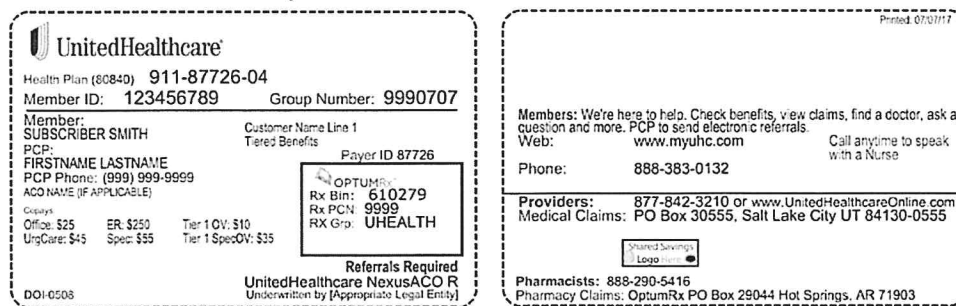 UnitedHealthcare®
Health Plan (80840) 911-87726-04
Member ID: 123456789 Group Number: 9990707
Member:
SUBSCRIBER SMITH
PCP:
FIRSTNAME LASTNAME
PCP Phone: (999) 999-9999
ACO NAME (IF APPLICABLE)
Customer Name Line 1
Tiered Benefits
Payer ID 87726
OPTUMRx®
Rx Bin: 610279
Rx PCN: 9999
RX Grp: UHEALTH
Copays
Office: $25 ER: $250 Tier 1 OV: $10
UrgCare: $45 Spec: $55 Tier 1 SpecOV: $35
Referrals Required
UnitedHealthcare NexusACO R
DOI-0508 Underwritten by [Appropriate Legal Entity]
Printed: 07/07/17
Members: We're here to help. Check benefits, view claims, find a doctor, ask a
question and more. PCP to send electronic referrals.
Web: www.myuhc.com Call anytime to speak
with a Nurse
Phone: 888-383-0132
Providers: 877-842-3210 or www.UnitedHealthcareOnline.com
Medical Claims: PO Box 30555, Salt Lake City UT 84130-0555
Shared Savings
Logo Here
Pharmacists: 888-290-5416
Pharmacy Claims: OptumRx PO Box 29044 Hot Springs, AR 71903